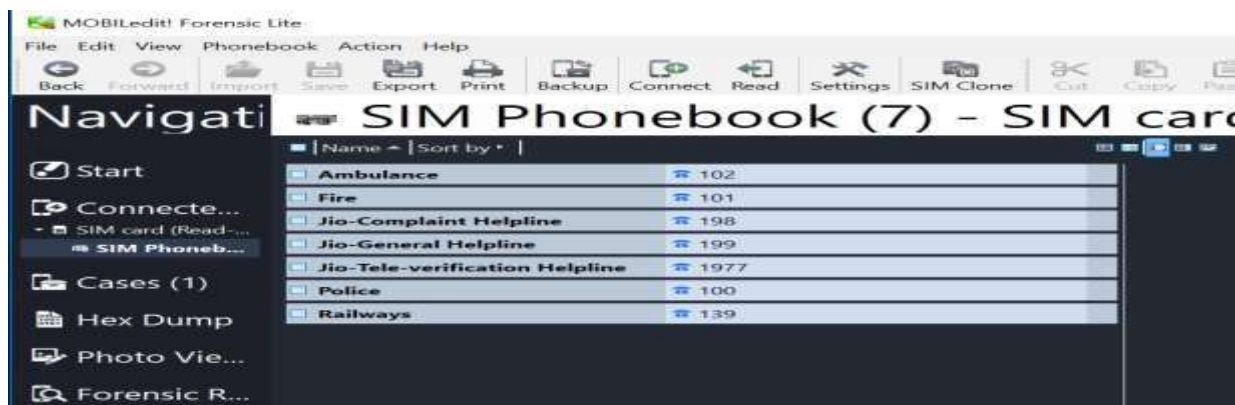 MOBILedit! Forensic Lite
File Edit View Phonebook Action Help
Back Forward Import Save Export Print Backup Connect Read Settings SIM Clone Cut Copy
Navigati SIM Phonebook (7) - SIM card
Name Sort by
Start
Connecte...
SIM card (Read-...
SIM Phoneb...
Cases (1)
Hex Dump
Photo Vie...
Forensic R...
Ambulance 102
Fire 101
Jio-Complaint Helpline 198
Jio-General Helpline 199
Jio-Tele-verification Helpline 1977
Police 100
Railways 139